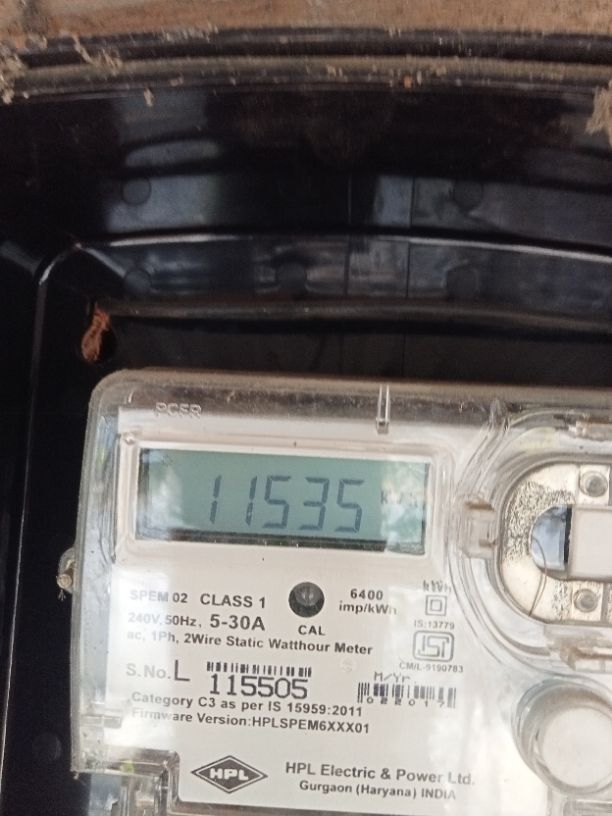 11535
SPEM 02 CLASS 1
6400
imp/kWh
kWh
240V, 50Hz, 5-30A
CAL
IS:13779
ac, 1Ph, 2Wire Static Watthour Meter
ISI
CM/L-9190783
S.No. L 115505
M/Yr
022017
Category C3 as per IS 15959:2011
Firmware Version:HPLSPEM6XXX01
HPL
HPL Electric & Power Ltd.
Gurgaon (Haryana) INDIA